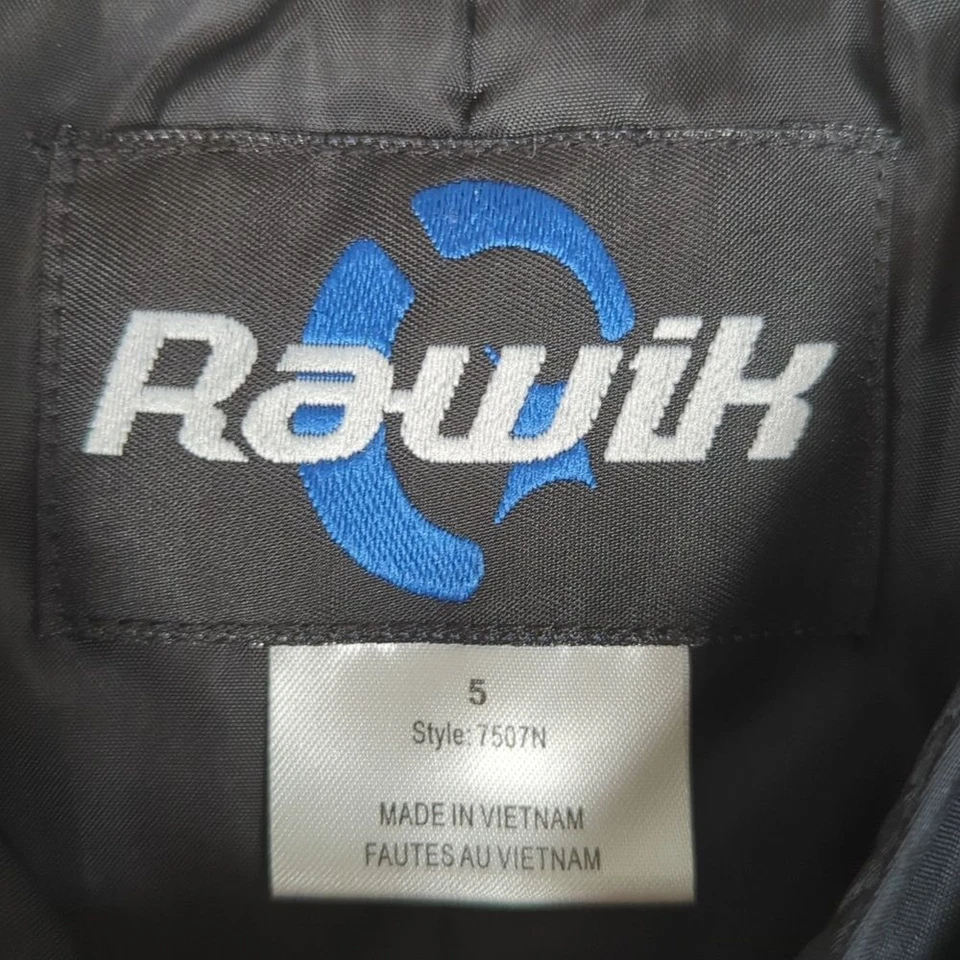 Rawik
5
Style: 7507N
MADE IN VIETNAM
FAUTES AU VIETNAM